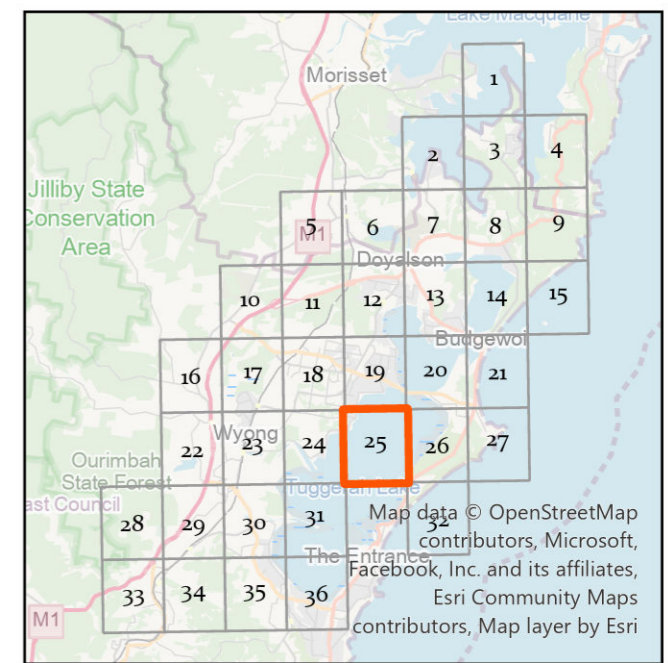 Lake Macquarie
Morisset
1
2 3 4
Jilliby State
Conservation
Area
5 6 7 8 9
M1
Doyalson
10 11 12 13 14 15
Budgewoi
16 17 18 19 20 21
Wyong
22 23 24 25 26 27
Ourimbah
State Forest
ast Council
Tuggerah Lake
28 29 30 31 32
The Entrance
33 34 35 36
M1
Map data © OpenStreetMap
contributors, Microsoft,
Facebook, Inc. and its affiliates,
Esri Community Maps
contributors, Map layer by Esri